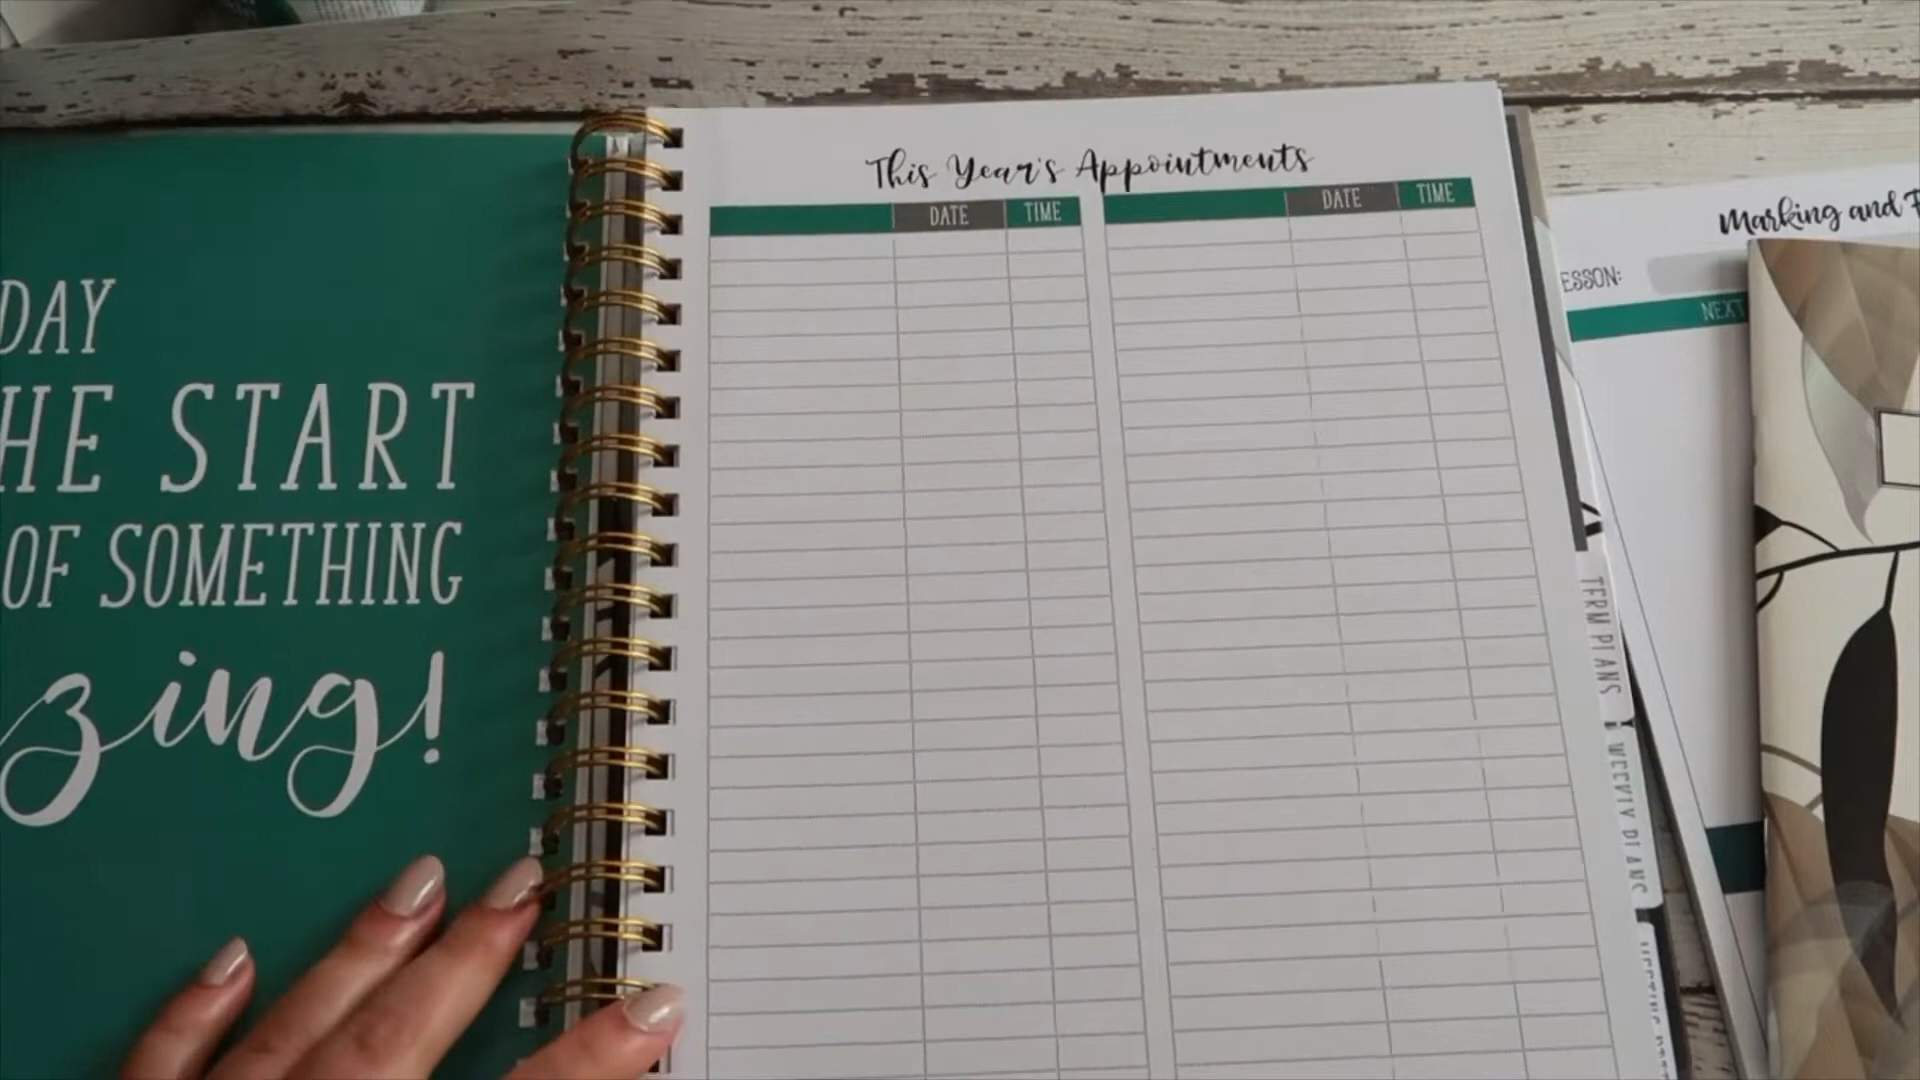 DAY
HE START
OF SOMETHING
zing!
This Year's Appointments
DATE TIME DATE TIME
TERM PLANS
WEEKLY PLANS
Marking and F
ESSON:
NEXT